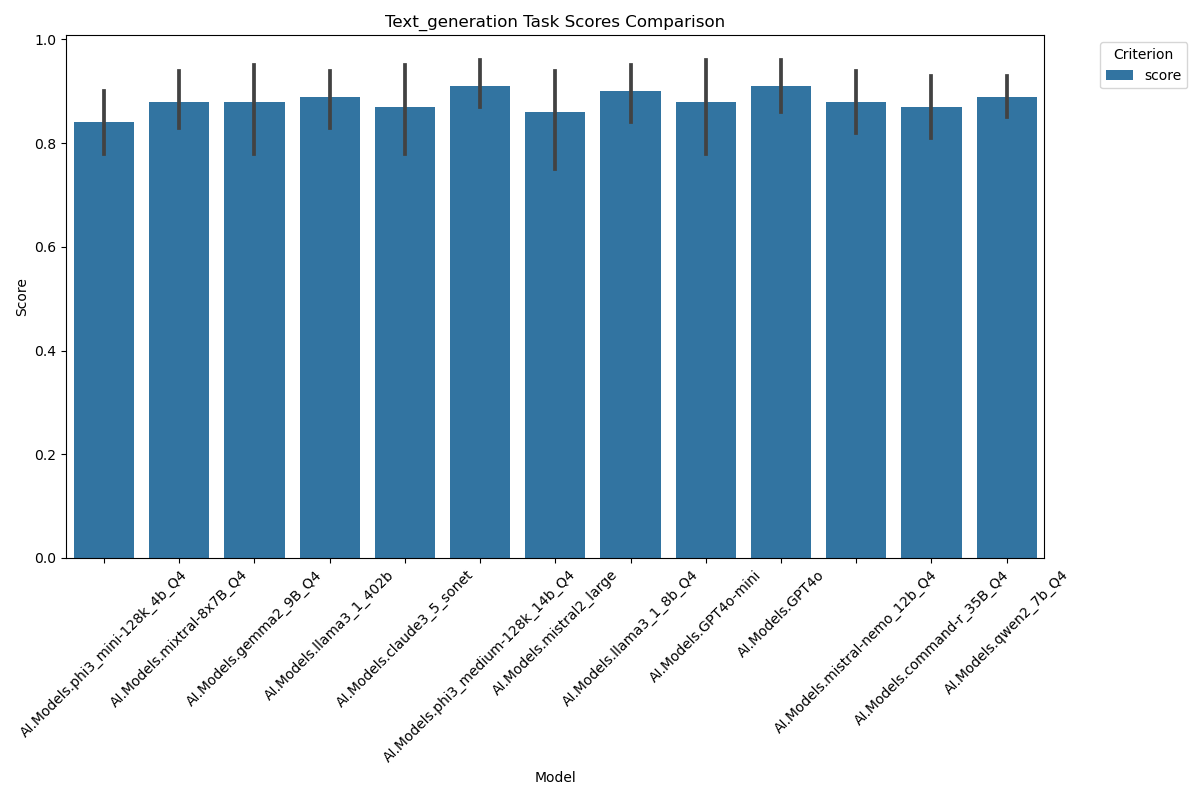 Text_generation Task Scores Comparison
Criterion
score
Score
1.0
0.8
0.6
0.4
0.2
0.0
AI.Models.phi3_mini-128k_4b_Q4
AI.Models.mixtral-8x7B_Q4
AI.Models.gemma2_9B_Q4
AI.Models.llama3_1_402b
AI.Models.claude3_5_sonet
AI.Models.phi3_medium-128k_14b_Q4
AI.Models.mistral2_large
AI.Models.llama3_1_8b_Q4
AI.Models.GPT4o-mini
AI.Models.GPT4o
AI.Models.mistral-nemo_12b_Q4
AI.Models.command-r_35B_Q4
AI.Models.qwen2_7b_Q4
Model